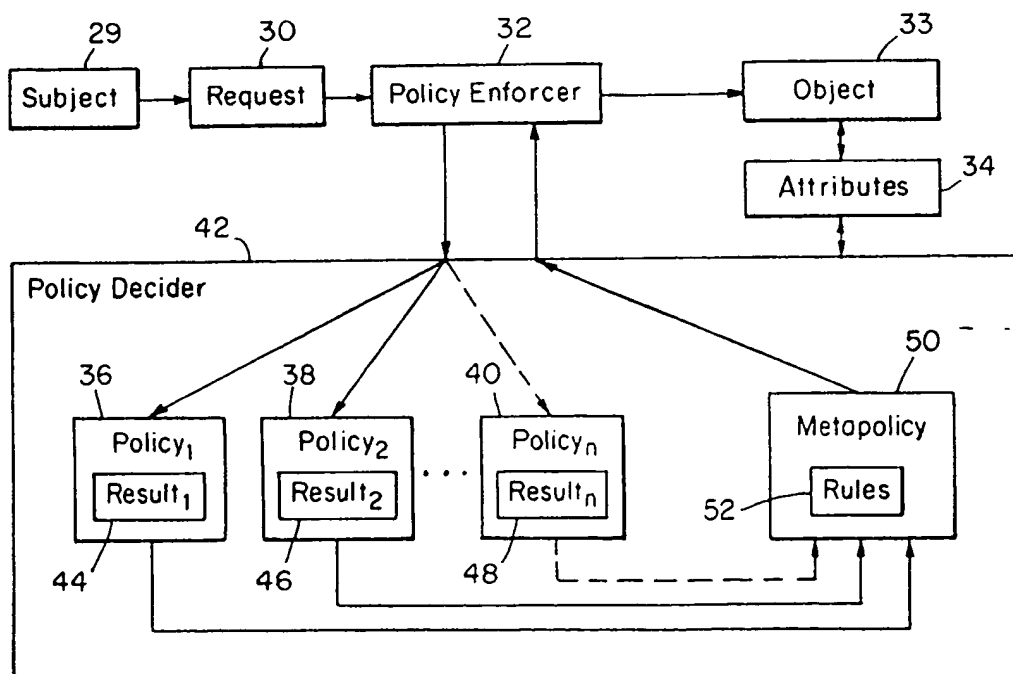 29
30
32
33
Subject
Request
Policy Enforcer
Object
Attributes
34
42
Policy Decider
36
38
40
50
Policy₁
Policy₂
Policyₙ
Metapolicy
Result₁
Result₂
. . .
Resultₙ
52
Rules
44
46
48